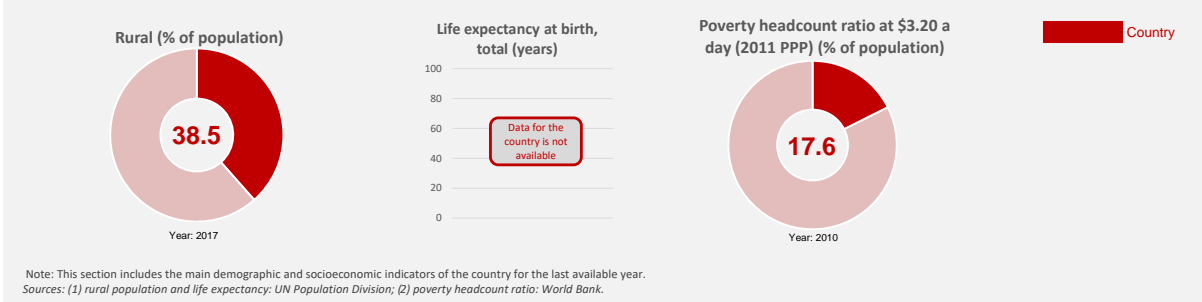 Rural (% of population)
38.5
Year: 2017
Life expectancy at birth,
total (years)
100
80
60
40
20
0
Data for the
country is not
available
Poverty headcount ratio at $3.20 a
day (2011 PPP) (% of population)
17.6
Year: 2010
Country
Note: This section includes the main demographic and socioeconomic indicators of the country for the last available year.
Sources: (1) rural population and life expectancy: UN Population Division; (2) poverty headcount ratio: World Bank.